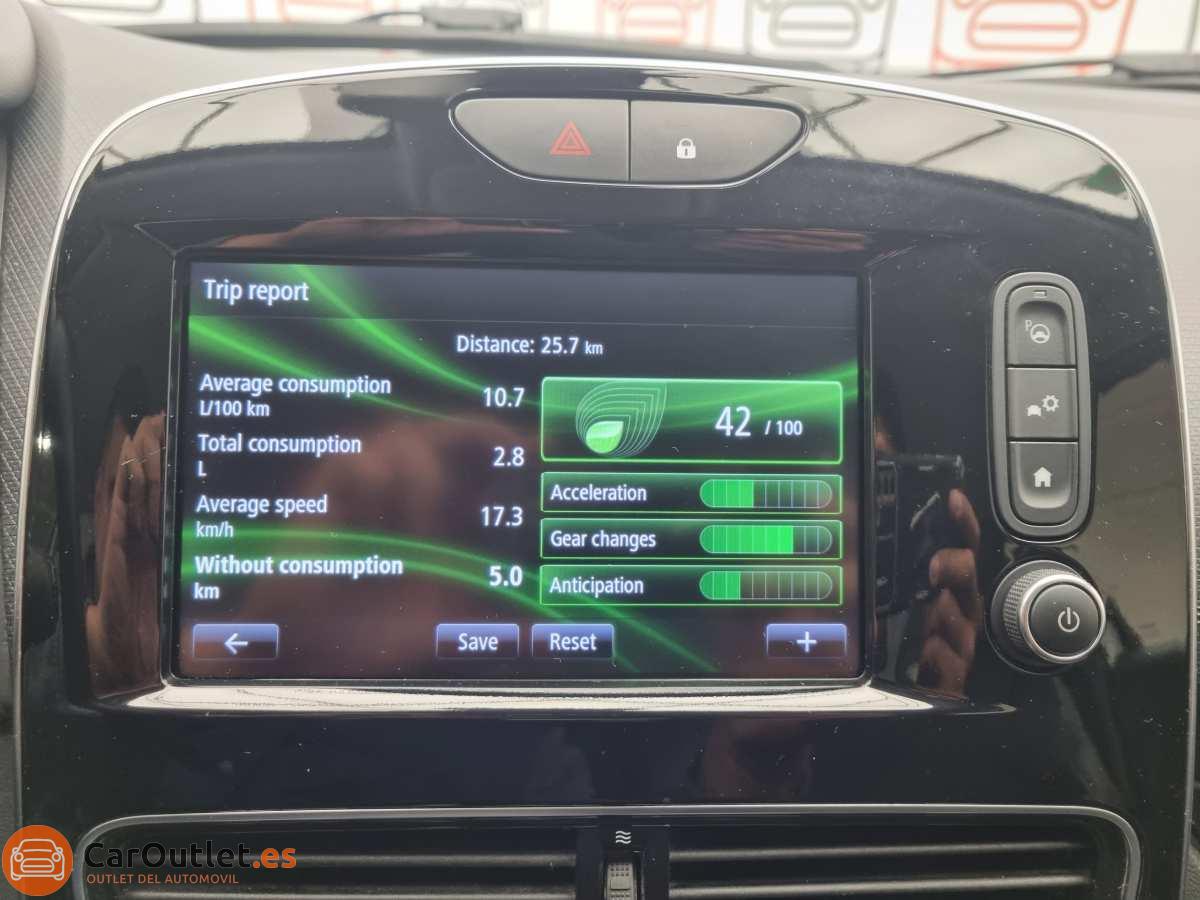 Trip report
Distance: 25.7 km
Average consumption 10.7
L/100 km
Total consumption 2.8
L
Average speed 17.3
km/h
Without consumption 5.0
km
42 / 100
Acceleration
Gear changes
Anticipation
Save Reset +
P
CarOutlet.es
OUTLET DEL AUTOMOVIL